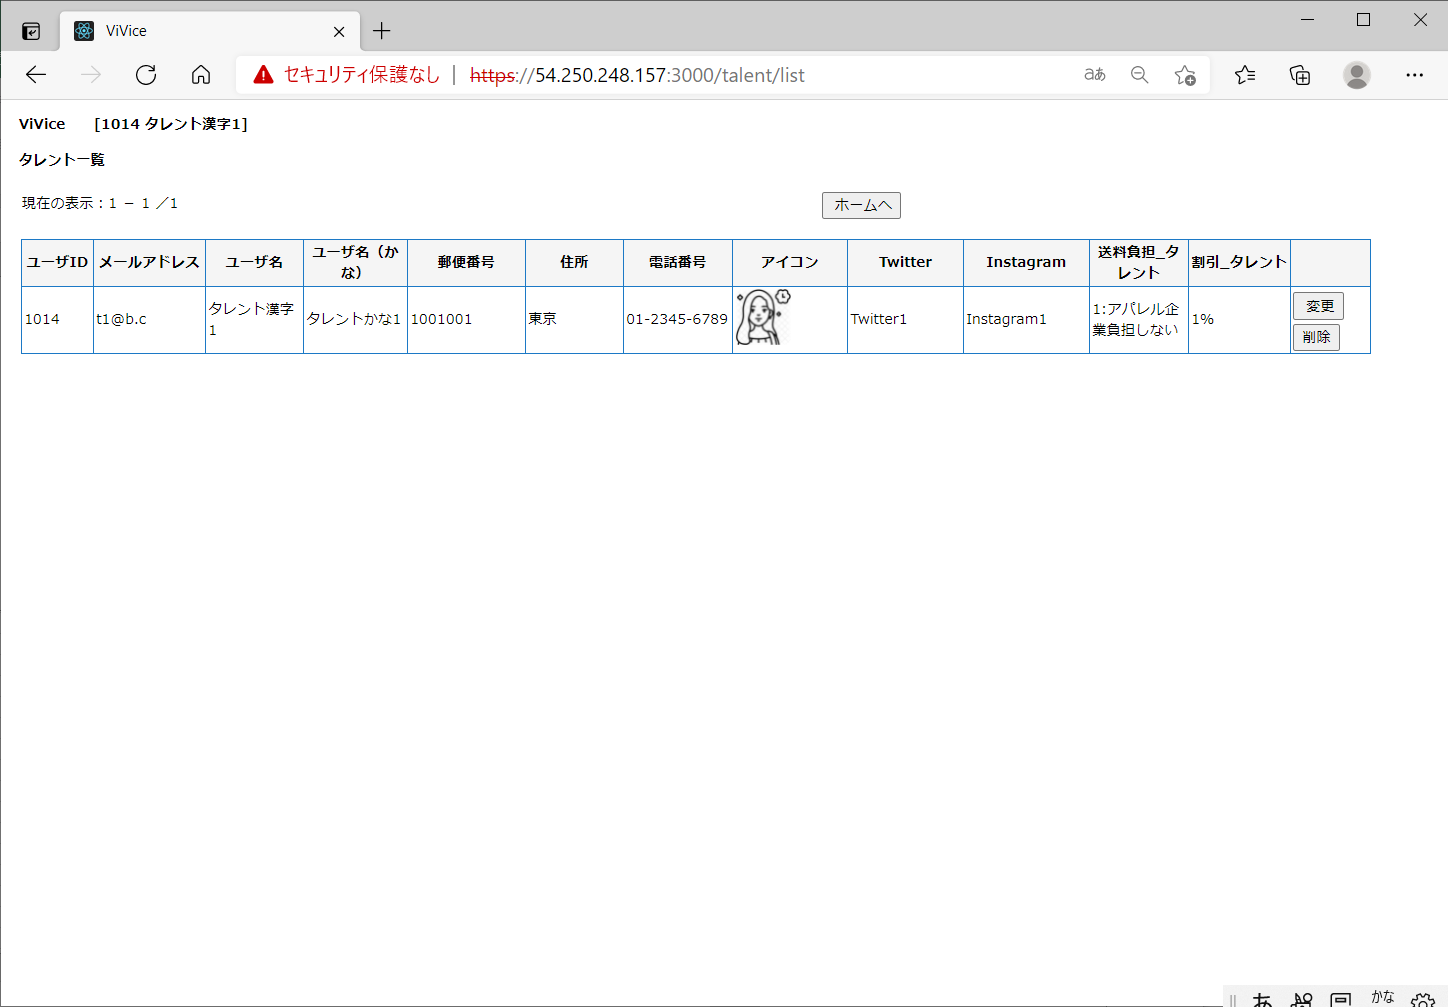 ViVice
セキュリティ保護なし | https://54.250.248.157:3000/talent/list
aあ
ViVice [1014 タレント漢字1]
タレント一覧
現在の表示：1 － 1 ／1
ホームへ
ユーザID メールアドレス ユーザ名 ユーザ名（かな） 郵便番号 住所 電話番号 アイコン Twitter Instagram 送料負担_タレント 割引_タレント
1014 t1@b.c タレント漢字1 タレントかな1 1001001 東京 01-2345-6789 Twitter1 Instagram1 1:アパレル企業負担しない 1% 変更
削除
あ
かな